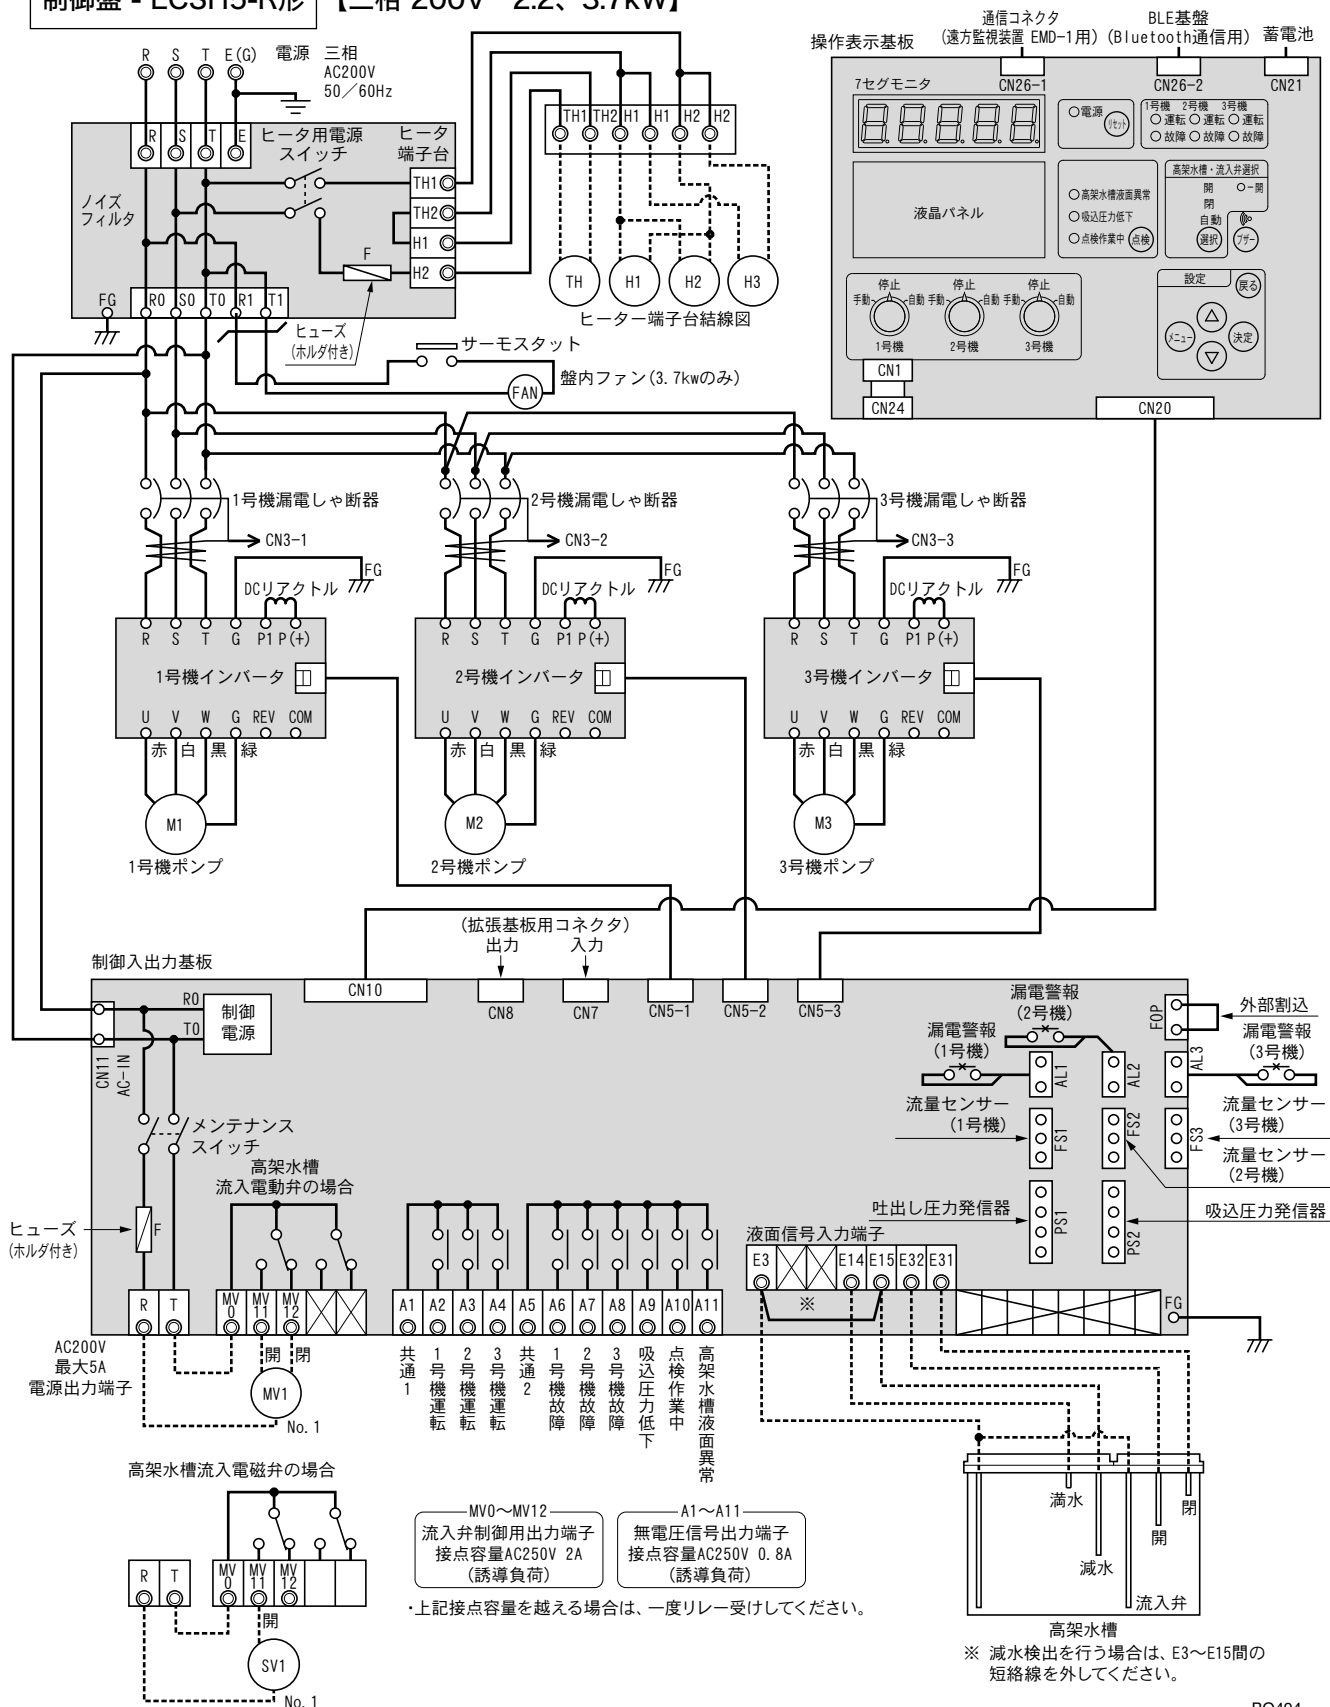 制御盤 - ECSH5-R形 【三相 200V 2.2、3.7kW】
R S T E(G) 電源 三相
AC200V
50／60Hz
R S T E
ヒータ用電源
スイッチ
ヒータ
端子台
ノイズ
フィルタ
TH1
TH2
H1
H2
F
FG
R0 S0 T0 R1 T1
ヒューズ
(ホルダ付き)
TH1 TH2 H1 H1 H2 H2
TH H1 H2 H3
ヒーター端子台結線図
サーモスタット
FAN
盤内ファン(3.7kwのみ)
操作表示基板
通信コネクタ
(遠方監視装置 EMD-1用)
BLE基盤
(Bluetooth通信用)
蓄電池
CN26-1 CN26-2 CN21
7セグモニタ
8.8.8.8.8.
電源
リセット
1号機 2号機 3号機
運転 運転 運転
故障 故障 故障
液晶パネル
高架水槽液面異常
吸込圧力低下
点検作業中 点検
高架水槽・流入弁選択
開 開
閉
自動
選択 ブザー
停止 停止 停止
手動 自動 手動 自動 手動 自動
1号機 2号機 3号機
設定
戻る
メニュー
決定
CN1
CN24
CN20
1号機漏電しゃ断器
2号機漏電しゃ断器
3号機漏電しゃ断器
CN3-1
CN3-2
CN3-3
FG
FG
DCリアクトル
DCリアクトル
DCリアクトル
R S T G P1 P(+)
R S T G P1 P(+)
R S T G P1 P(+)
1号機インバータ
2号機インバータ
3号機インバータ
U V W G REV COM
U V W G REV COM
U V W G REV COM
赤 白 黒 緑
赤 白 黒 緑
赤 白 黒 緑
M1
M2
M3
1号機ポンプ
2号機ポンプ
3号機ポンプ
制御入出力基板
(拡張基板用コネクタ)
出力 入力
CN10
CN8
CN7
CN5-1
CN5-2
CN5-3
R0
T0
制御
電源
CN11
AC-IN
メンテナンス
スイッチ
高架水槽
流入電動弁の場合
ヒューズ
(ホルダ付き)
F
漏電警報
(2号機)
漏電警報
(1号機)
FOP
外部割込
漏電警報
(3号機)
AL1
AL2
AL3
流量センサー
(1号機)
FS1
FS2
FS3
流量センサー
(3号機)
流量センサー
(2号機)
吐出し圧力発信器
PS1
PS2
吸込圧力発信器
液面信号入力端子
E3 E14 E15 E32 E31
※
FG
R T MV0 MV11 MV12
A1 A2 A3 A4 A5 A6 A7 A8 A9 A10 A11
AC200V
最大5A
電源出力端子
開 閉
MV1
No.1
共通1
1号機運転
2号機運転
3号機運転
共通2
1号機故障
2号機故障
3号機故障
吸込圧力低下
点検作業中
高架水槽液面異常
高架水槽流入電磁弁の場合
R T MV0 MV11 MV12
開
SV1
No.1
MV0～MV12
流入弁制御用出力端子
接点容量AC250V 2A
(誘導負荷)
A1～A11
無電圧信号出力端子
接点容量AC250V 0.8A
(誘導負荷)
・上記接点容量を越える場合は、一度リレー受けしてください。
満水
減水
流入弁
開
閉
高架水槽
※ 減水検出を行う場合は、E3～E15間の
短絡線を外してください。